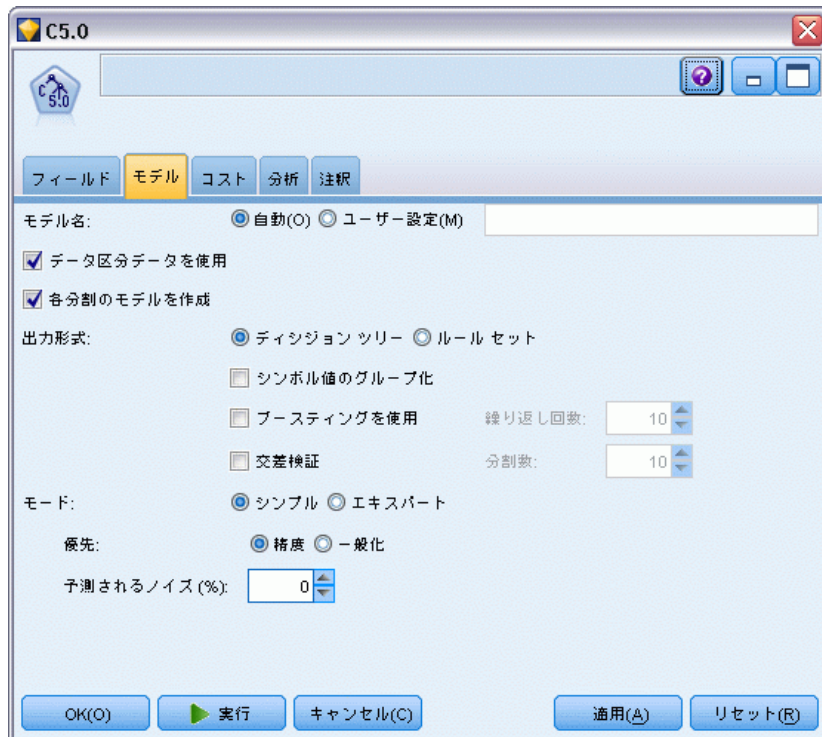 C5.0
C 5.0
フィールド モデル コスト 分析 注釈
モデル名: 自動(O) ユーザー設定(M)
データ区分データを使用
各分割のモデルを作成
出力形式: ディシジョン ツリー ルール セット
シンボル値のグループ化
ブースティングを使用 繰り返し回数: 10
交差検証 分割数: 10
モード: シンプル エキスパート
優先: 精度 一般化
予測されるノイズ(%): 0
OK(O) 実行 キャンセル(C) 適用(A) リセット(R)